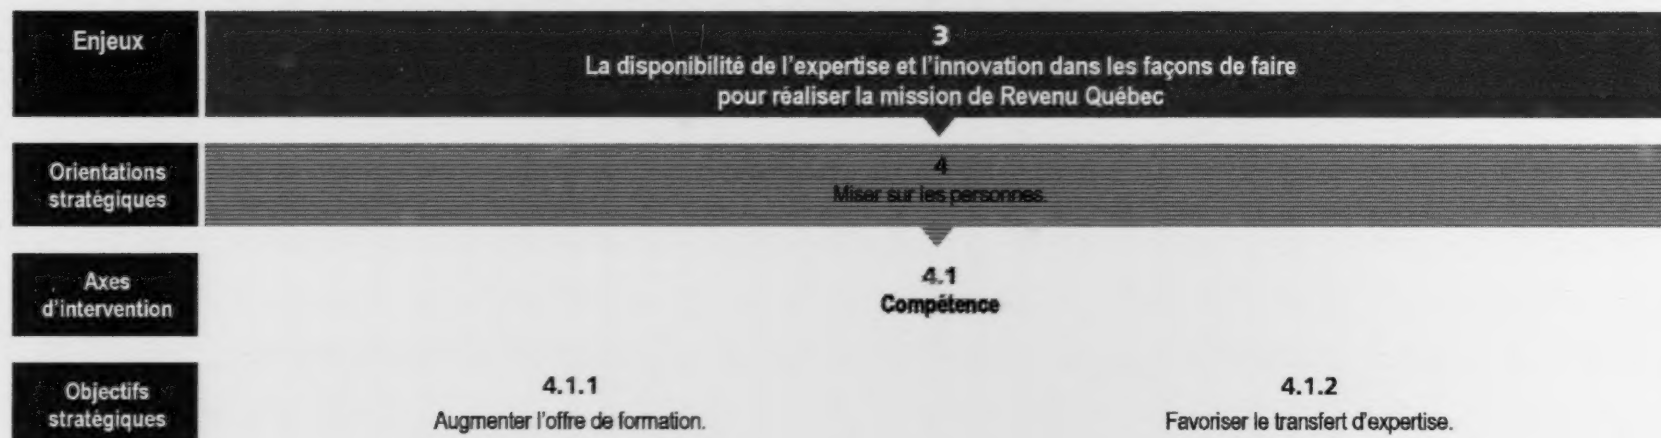 Enjeux
3
La disponibilité de l'expertise et l'innovation dans les façons de faire
pour réaliser la mission de Revenu Québec
Orientations
stratégiques
4
Miser sur les personnes.
Axes
d'intervention
4.1
Compétence
Objectifs
stratégiques
4.1.1
Augmenter l'offre de formation.
4.1.2
Favoriser le transfert d'expertise.